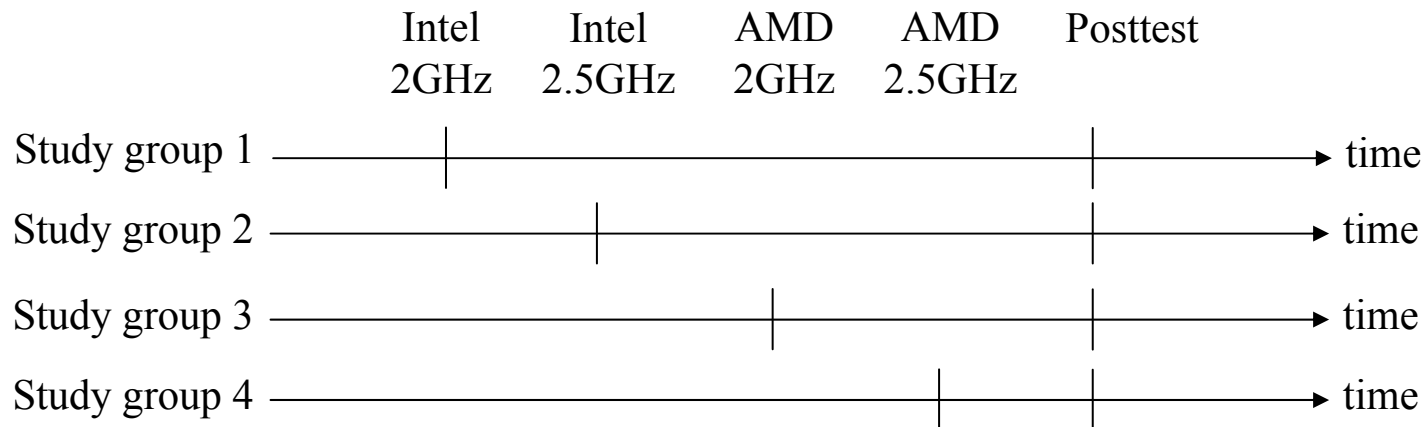 Intel Intel AMD AMD Posttest
2GHz 2.5GHz 2GHz 2.5GHz
Study group 1 time
Study group 2 time
Study group 3 time
Study group 4 time